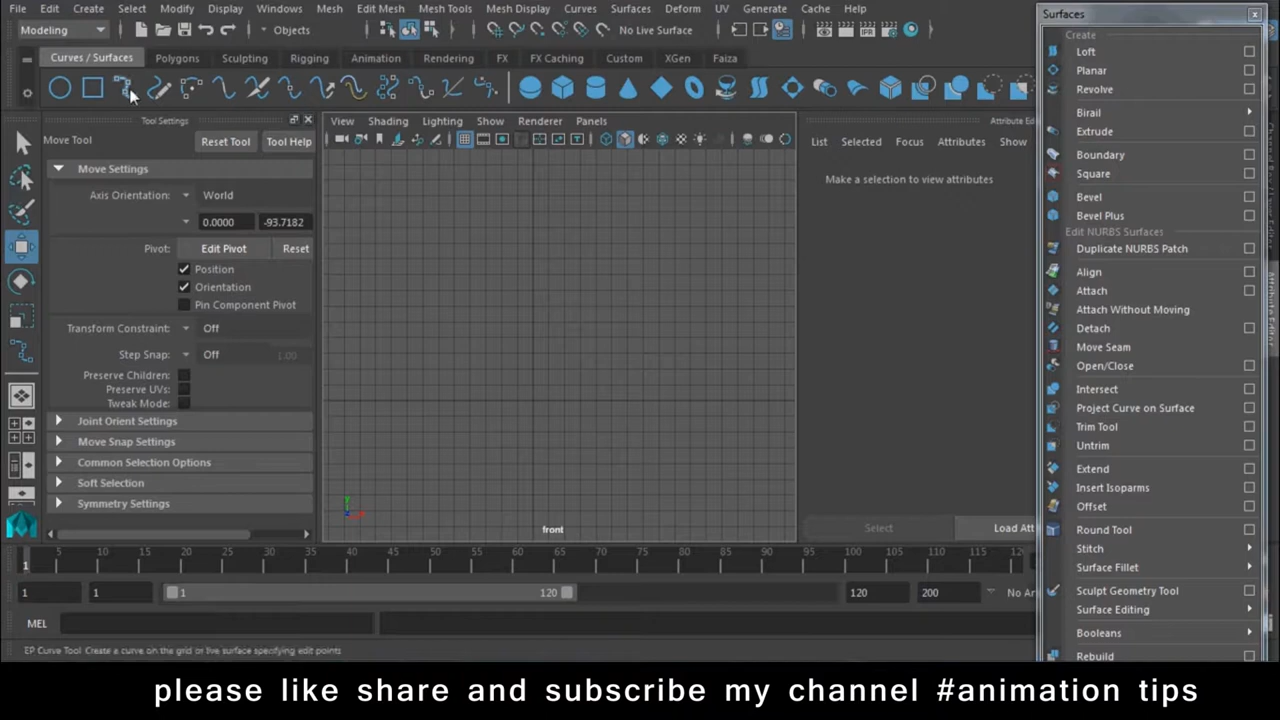 File Edit Create Select Modify Display Windows Mesh Edit Mesh Mesh Tools Mesh Display Curves Surfaces Deform UV Generate Cache Help
Modeling Objects No Live Surface
Curves / Surfaces Polygons Sculpting Rigging Animation Rendering FX FX Caching Custom XGen Faiza
Tool Settings
Move Tool Reset Tool Tool Help
Move Settings
Axis Orientation: World
0.0000 -93.7182
Pivot: Edit Pivot Reset
Position
Orientation
Pin Component Pivot
Transform Constraint: Off
Step Snap: Off 1.00
Preserve Children:
Preserve UVs:
Tweak Mode:
Joint Orient Settings
Move Snap Settings
Common Selection Options
Soft Selection
Symmetry Settings
View Shading Lighting Show Renderer Panels
front
Attribute Ed
List Selected Focus Attributes Show
Make a selection to view attributes
Select Load Att
Surfaces
Create
Loft
Planar
Revolve
Birail
Extrude
Boundary
Square
Bevel
Bevel Plus
Edit NURBS Surfaces
Duplicate NURBS Patch
Align
Attach
Attach Without Moving
Detach
Move Seam
Open/Close
Intersect
Project Curve on Surface
Trim Tool
Untrim
Extend
Insert Isoparms
Offset
Round Tool
Stitch
Surface Fillet
Sculpt Geometry Tool
Surface Editing
Booleans
Rebuild
5 10 15 20 25 30 35 40 45 50 55 60 65 70 75 80 85 90 95 100 105 110 115 12
1
1 1 1 120 120 200 No An
MEL
EP Curve Tool: Create a curve on the grid or live surface specifying edit points
please like share and subscribe my channel #animation tips